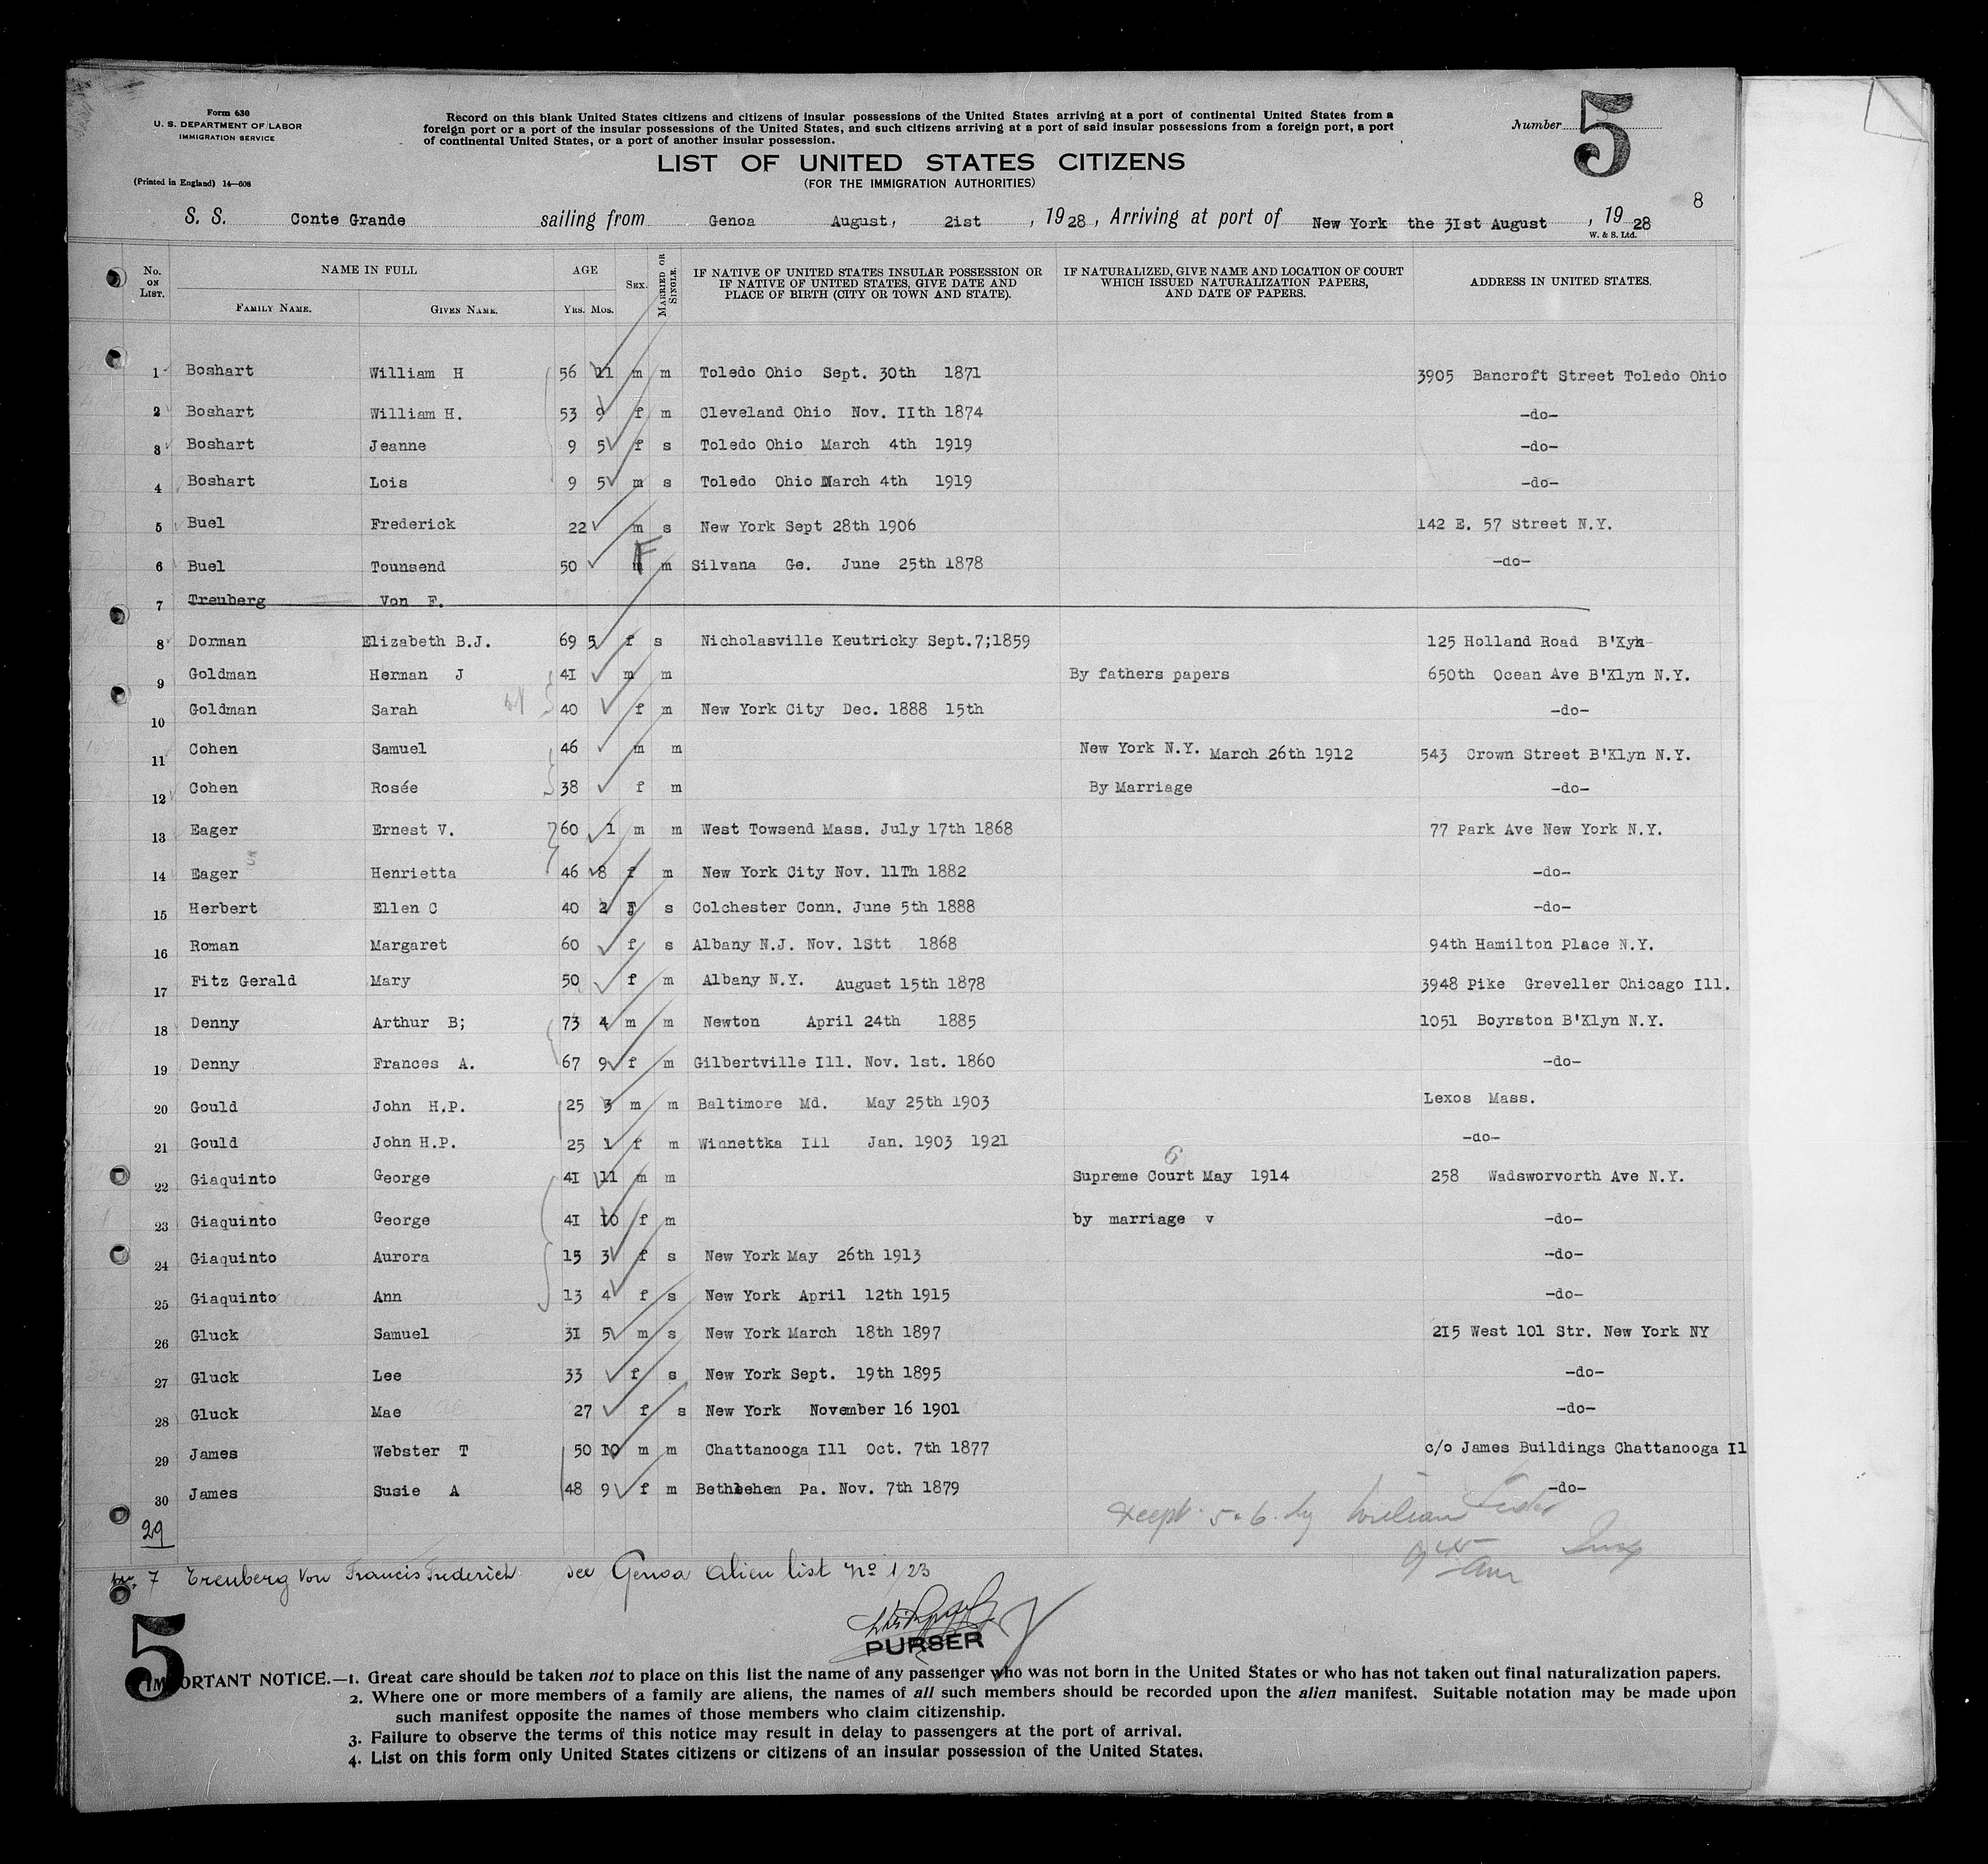 Form 630
U. S. DEPARTMENT OF LABOR
IMMIGRATION SERVICE
(Printed in England) 14—608
Record on this blank United States citizens and citizens of insular possessions of the United States arriving at a port of continental United States from a
foreign port or a port of the insular possessions of the United States, and such citizens arriving at a port of said insular possessions from a foreign port, a port
of continental United States, or a port of another insular possession.
Number 5
LIST OF UNITED STATES CITIZENS
(FOR THE IMMIGRATION AUTHORITIES)
8
S. S. Conte Grande sailing from Genoa August, 2ist , 1928, Arriving at port of New York the 3Ist August , 19 28
W. & S. Ltd.
No. ON LIST. NAME IN FULL FAMILY NAME. GIVEN NAME. AGE YRS. MOS. SEX. MARRIED OR SINGLE. IF NATIVE OF UNITED STATES INSULAR POSSESSION OR IF NATIVE OF UNITED STATES, GIVE DATE AND PLACE OF BIRTH (CITY OR TOWN AND STATE). IF NATURALIZED, GIVE NAME AND LOCATION OF COURT WHICH ISSUED NATURALIZATION PAPERS, AND DATE OF PAPERS. ADDRESS IN UNITED STATES.
1 Boshart William H 56 11 m m Toledo Ohio Sept. 30th 1871 3905 Bancroft Street Toledo Ohio
2 Boshart William H. 53 9 f m Cleveland Ohio Nov. IIth 1874 -do-
3 Boshart Jeanne 9 5 f s Toledo Ohio March 4th 1919 -do-
4 Boshart Lois 9 5 m s Toledo Ohio March 4th 1919 -do-
5 Buel Frederick 22 m s New York Sept 28th 1906 142 E. 57 Street N.Y.
6 Buel Tounsend 50 F m Silvana Ge. June 25th 1878 -do-
7 Treuberg Von F.
8 Dorman Elizabeth B.J. 69 5 f s Nicholasville Keutricky Sept.7;1859 125 Holland Road B'Kyn-
9 Goldman Herman J 4I m m By fathers papers 650th Ocean Ave B'Klyn N.Y.
10 Goldman Sarah 40 f m New York City Dec. 1888 15th -do-
11 Cohen Samuel 46 m m New York N.Y. March 26th 1912 543 Crown Street B'Klyn N.Y.
12 Cohen Rosée 38 f m By Marriage -do-
13 Eager Ernest V. 60 1 m m West Towsend Mass. July 17th 1868 77 Park Ave New York N.Y.
14 Eager Henrietta 46 8 f m New York City Nov. 11Th 1882 -do-
15 Herbert Ellen C 40 2 F s Colchester Conn. June 5th 1888 -do-
16 Roman Margaret 60 f s Albany N.J. Nov. 1Stt 1868 94th Hamilton Place N.Y.
17 Fitz Gerald Mary 50 f m Albany N.Y. August 15th 1878 3948 Pike Greveller Chicago Ill.
18 Denny Arthur B; 73 4 m m Newton April 24th 1885 1051 Boyrston B'Klyn N.Y.
19 Denny Frances A. 67 9 f m Gilbertville Ill. Nov. 1st. 1860 -do-
20 Gould John H.P. 25 3 m m Baltimore Md. May 25th 1903 Lexos Mass.
21 Gould John H.P. 25 1 f m Winnettka Ill Jan. 1903 1921 -do-
22 Giaquinto George 4I 11 m m Supreme Court May 6 1914 258 Wadsworvorth Ave N.Y.
23 Giaquinto George 4I 10 f m by marriage v -do-
24 Giaquinto Aurora 15 3 f s New York May 26th 1913 -do-
25 Giaquinto Ann 13 4 f s New York April 12th 1915 -do-
26 Gluck Samuel 3I 5 m s New York March 18th 1897 2I5 West 101 Str. New York NY
27 Gluck Lee 33 f s New York Sept. 19th 1895 -do-
28 Gluck Mae 27 f s New York November 16 1901 -do-
29 James Webster T 50 10 m m Chattanooga Ill Oct. 7th 1877 c/o James Buildings Chattanooga Il
30 James Susie A 48 9 f m Bethleehem Pa. Nov. 7th 1879 -do-
29
Except 5 & 6 by William
7 Treuberg Von Francis Frederich see Genoa alien list No 1/23
PURSER
5
IMPORTANT NOTICE.—1. Great care should be taken not to place on this list the name of any passenger who was not born in the United States or who has not taken out final naturalization papers.
2. Where one or more members of a family are aliens, the names of all such members should be recorded upon the alien manifest. Suitable notation may be made upon
such manifest opposite the names of those members who claim citizenship.
3. Failure to observe the terms of this notice may result in delay to passengers at the port of arrival.
4. List on this form only United States citizens or citizens of an insular possession of the United States.